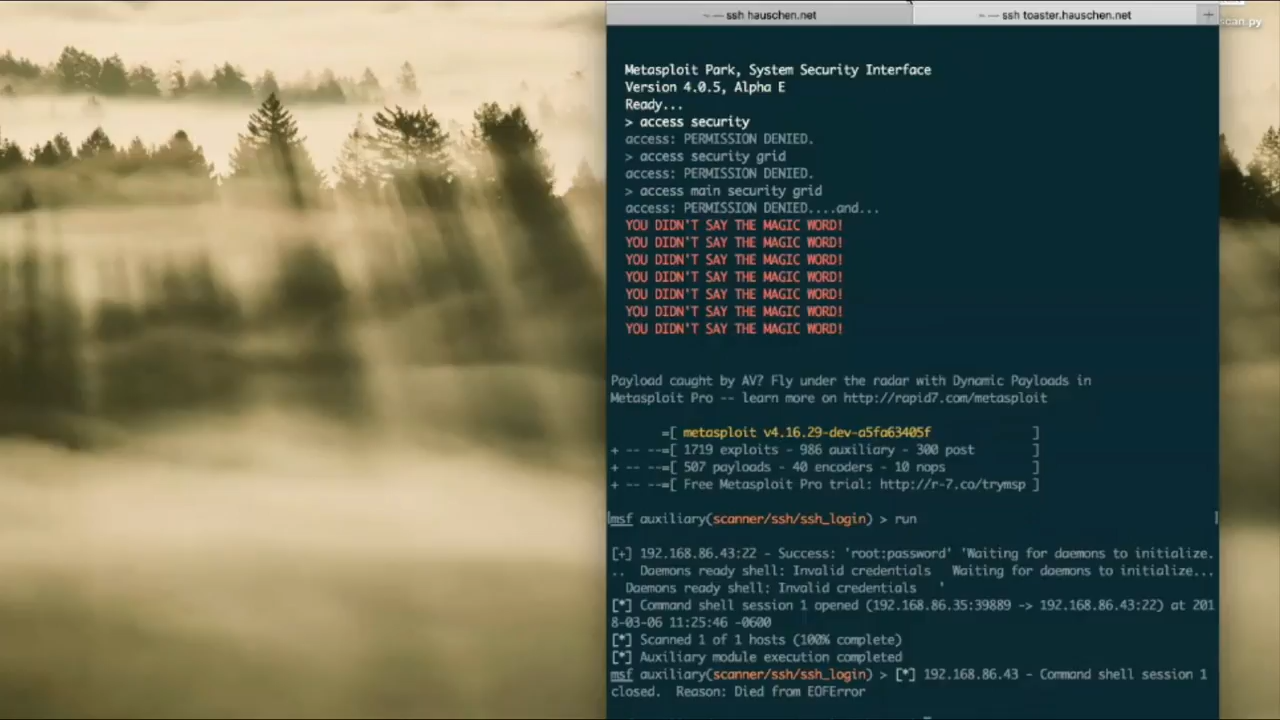 ~ — ssh hauschen.net
~ — ssh toaster.hauschen.net
+
scan.py
Metasploit Park, System Security Interface
Version 4.0.5, Alpha E
Ready...
> access security
access: PERMISSION DENIED.
> access security grid
access: PERMISSION DENIED.
> access main security grid
access: PERMISSION DENIED....and...
YOU DIDN'T SAY THE MAGIC WORD!
YOU DIDN'T SAY THE MAGIC WORD!
YOU DIDN'T SAY THE MAGIC WORD!
YOU DIDN'T SAY THE MAGIC WORD!
YOU DIDN'T SAY THE MAGIC WORD!
YOU DIDN'T SAY THE MAGIC WORD!
YOU DIDN'T SAY THE MAGIC WORD!
Payload caught by AV? Fly under the radar with Dynamic Payloads in
Metasploit Pro -- learn more on http://rapid7.com/metasploit
=[ metasploit v4.16.29-dev-a5fa63405f ]
+ -- --=[ 1719 exploits - 986 auxiliary - 300 post ]
+ -- --=[ 507 payloads - 40 encoders - 10 nops ]
+ -- --=[ Free Metasploit Pro trial: http://r-7.co/trymsp ]
msf auxiliary(scanner/ssh/ssh_login) > run
[+] 192.168.86.43:22 - Success: 'root:password' 'Waiting for daemons to initialize.
.. Daemons ready shell: Invalid credentials  Waiting for daemons to initialize...
Daemons ready shell: Invalid credentials '
[*] Command shell session 1 opened (192.168.86.35:39889 -> 192.168.86.43:22) at 201
8-03-06 11:25:46 -0600
[*] Scanned 1 of 1 hosts (100% complete)
[*] Auxiliary module execution completed
msf auxiliary(scanner/ssh/ssh_login) > [*] 192.168.86.43 - Command shell session 1
closed.  Reason: Died from EOFError